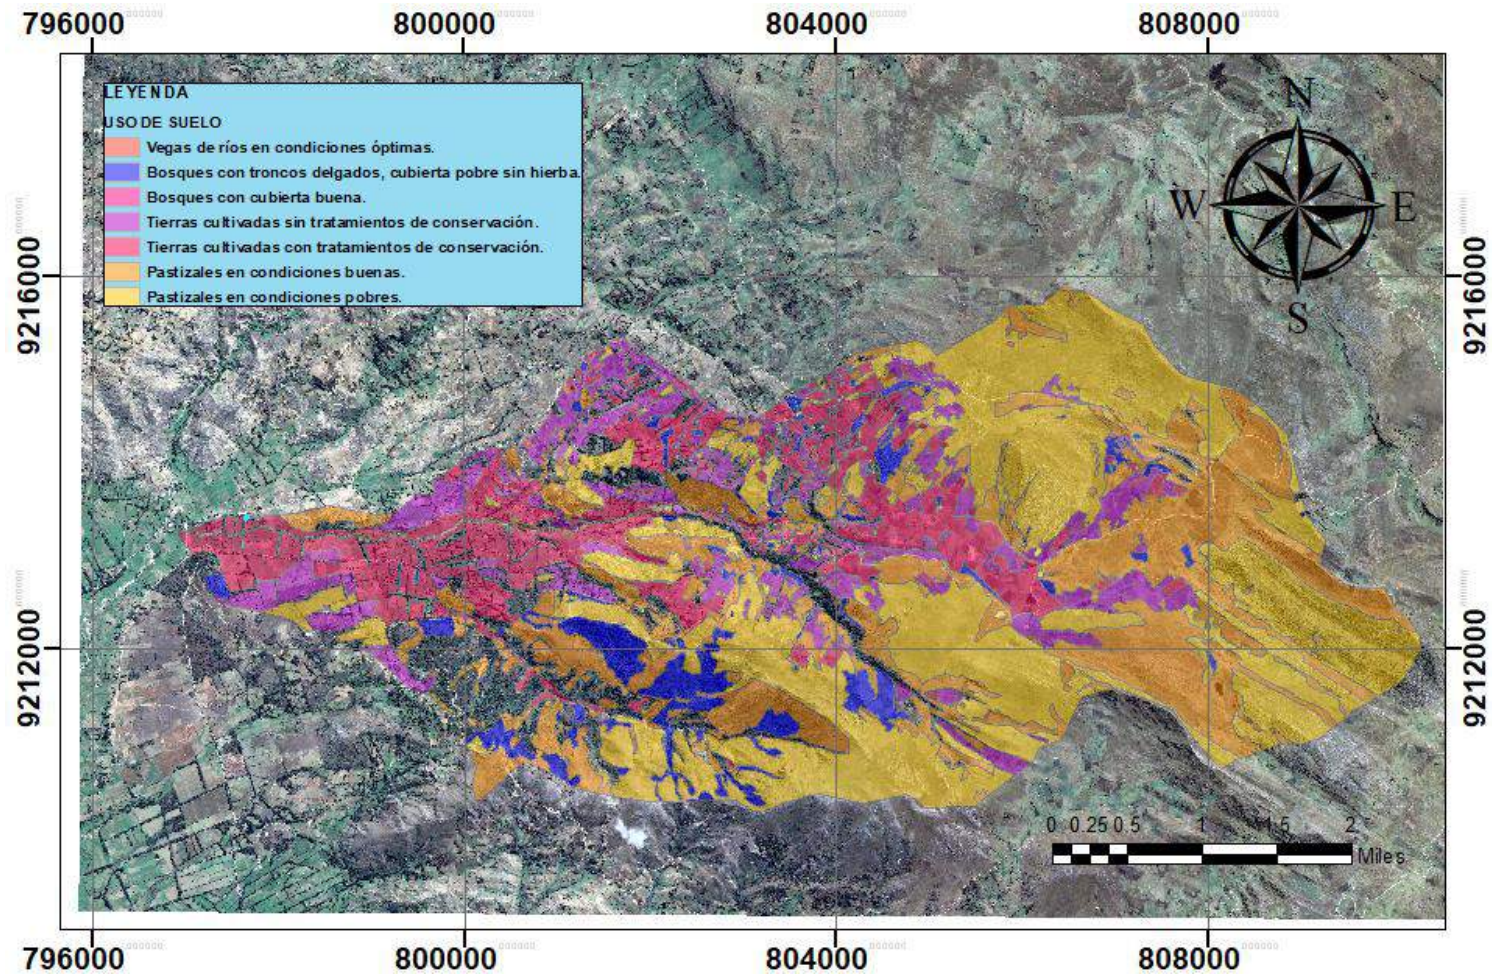 796000 800000 804000 808000
LEYENDA
USO DE SUELO
Vegas de ríos en condiciones óptimas.
Bosques con troncos delgados, cubierta pobre sin hierba.
Bosques con cubierta buena.
Tierras cultivadas sin tratamientos de conservación.
Tierras cultivadas con tratamientos de conservación.
Pastizales en condiciones buenas.
Pastizales en condiciones pobres.
N
W E
S
9216000 9216000
9212000 9212000
0 0.25 0.5 1 1.5 2
Miles
796000 800000 804000 808000